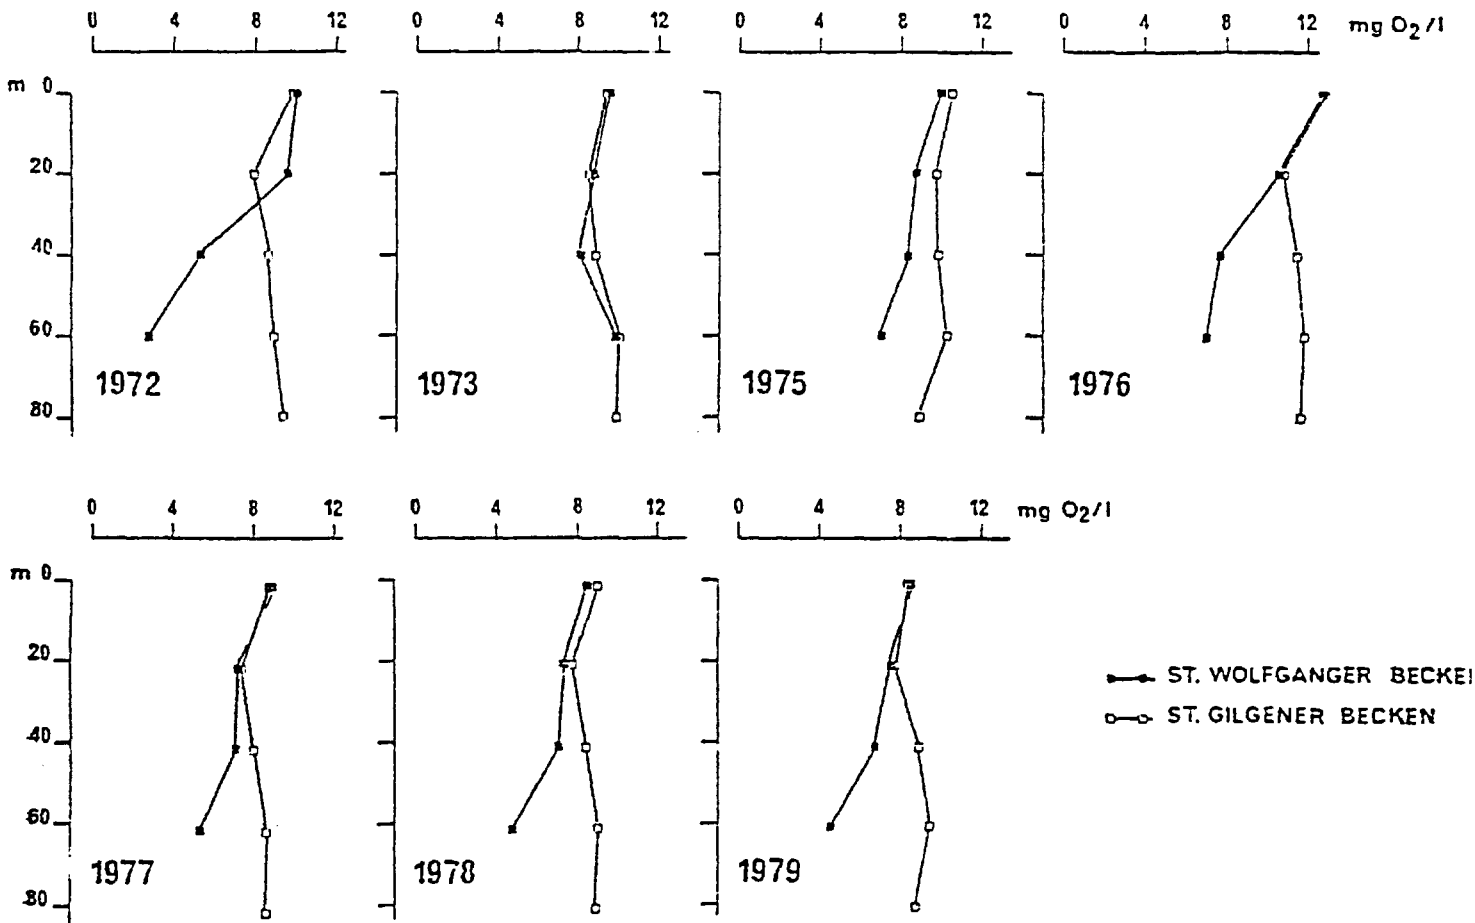 0 4 8 12 0 4 8 12 0 4 8 12 0 4 8 12 mg O2/l
m 0
20
40
60
80
1972 1973 1975 1976
0 4 8 12 0 4 8 12 0 4 8 12 mg O2/l
m 0
20
40
60
80
1977 1978 1979
ST. WOLFGANGER
ST. GILGENER BECKEN